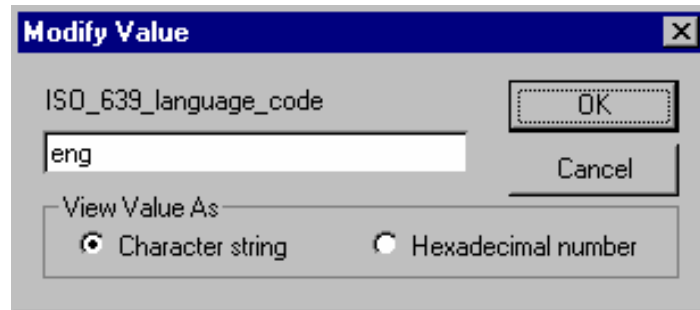 Modify Value
ISO_639_language_code
OK
eng
Cancel
View Value As
Character string
Hexadecimal number